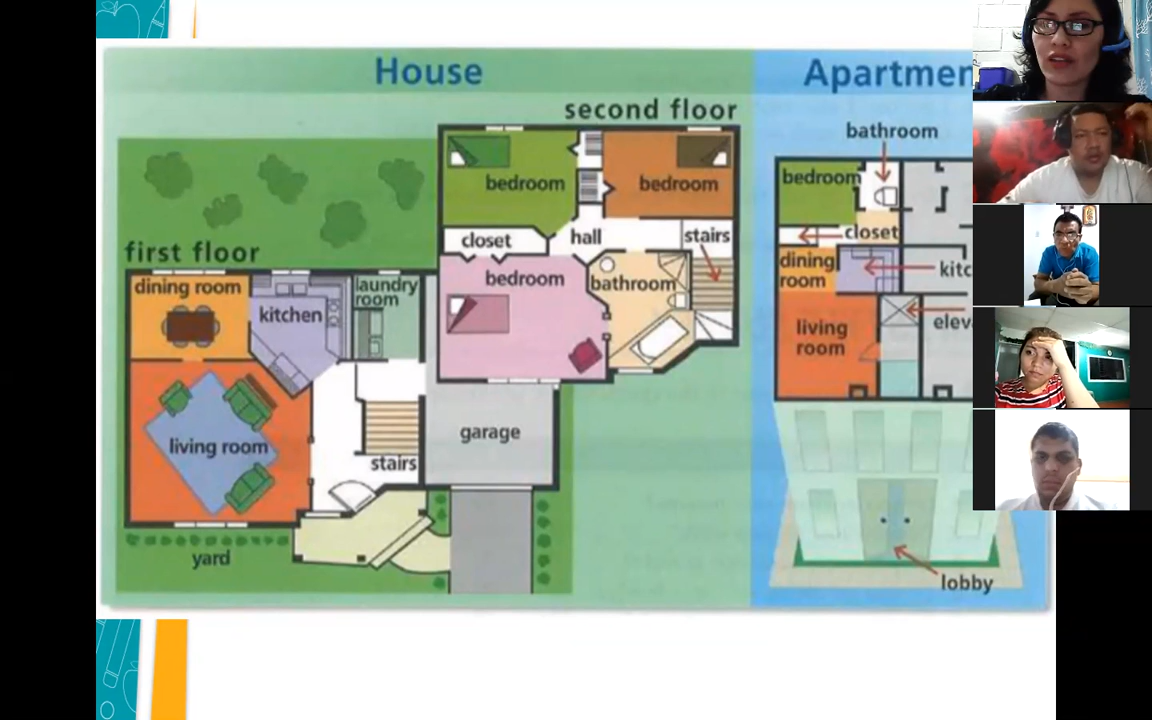 House
Apartmen
second floor
bathroom
bedroom
bedroom
bedroom
closet
hall
stairs
closet
first floor
dining room
kitchen
laundry
room
bedroom
bathroom
dining
room
kitc
elev
living
room
living room
garage
stairs
yard
lobby